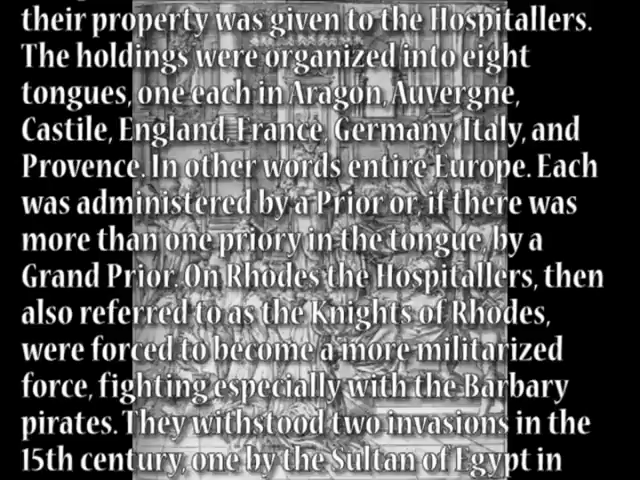 their property was given to the Hospitallers.
The holdings were organized into eight
tongues, one each in Aragon, Auvergne,
Castile, England, France, Germany, Italy, and
Provence. In other words entire Europe. Each
was administered by a Prior or, if there was
more than one priory in the tongue, by a
Grand Prior. On Rhodes the Hospitallers, then
also referred to as the Knights of Rhodes,
were forced to become a more militarized
force, fighting especially with the Barbary
pirates. They withstood two invasions in the
15th century, one by the Sultan of Egypt in